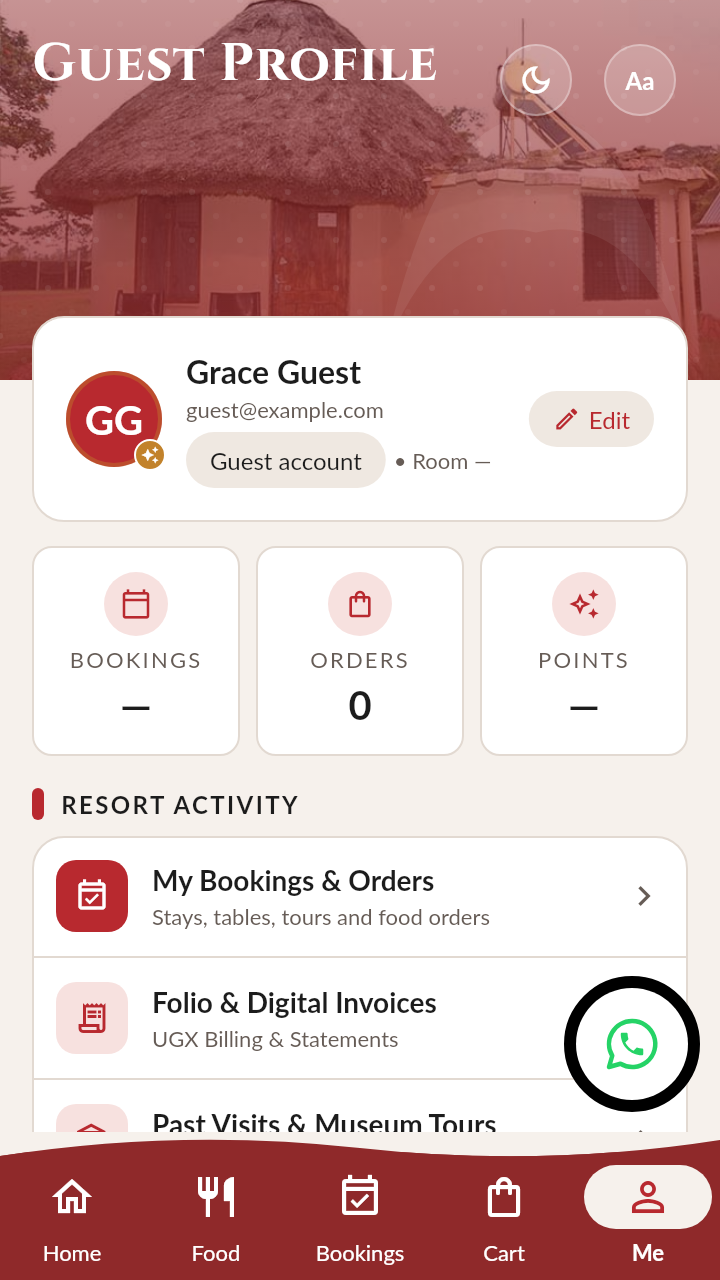 Guest Profile
Aa
Grace Guest
GG
guest@example.com
Edit
Guest account • Room —
BOOKINGS ORDERS POINTS
— 0 —
RESORT ACTIVITY
My Bookings & Orders
Stays, tables, tours and food orders
Folio & Digital Invoices
UGX Billing & Statements
Past Visits & Museum Tours
Home Food Bookings Cart Me